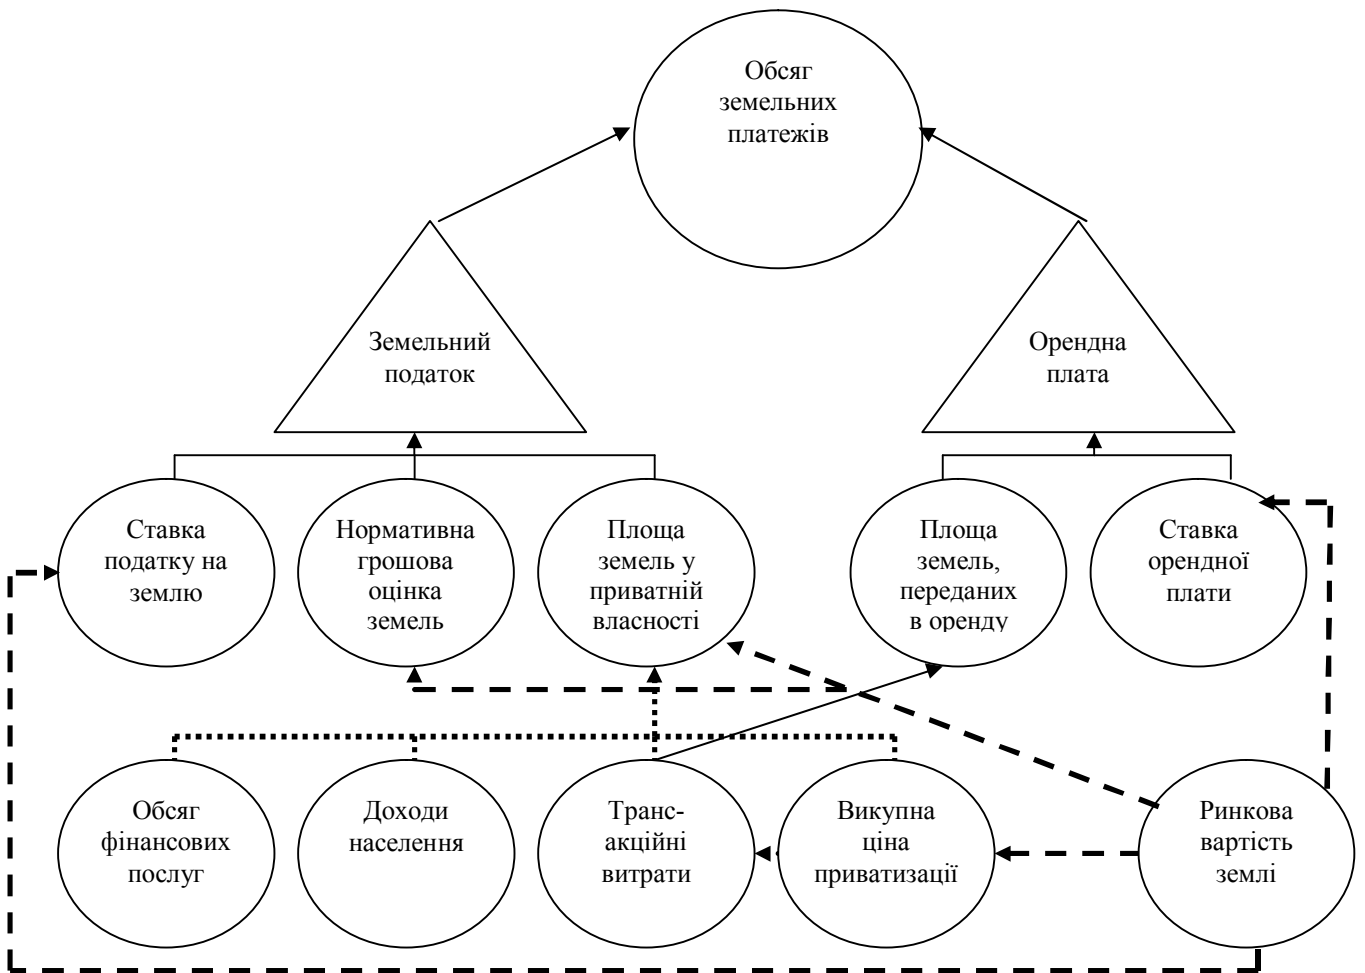 Обсяг
земельних
платежів
Земельний
податок
Орендна
плата
Ставка
податку на
землю
Нормативна
грошова
оцінка
земель
Площа
земель у
приватній
власності
Площа
земель,
переданих
в оренду
Ставка
орендної
плати
Обсяг
фінансових
послуг
Доходи
населення
Транс-
акційні
витрати
Викупна
ціна
приватизації
Ринкова
вартість
землі